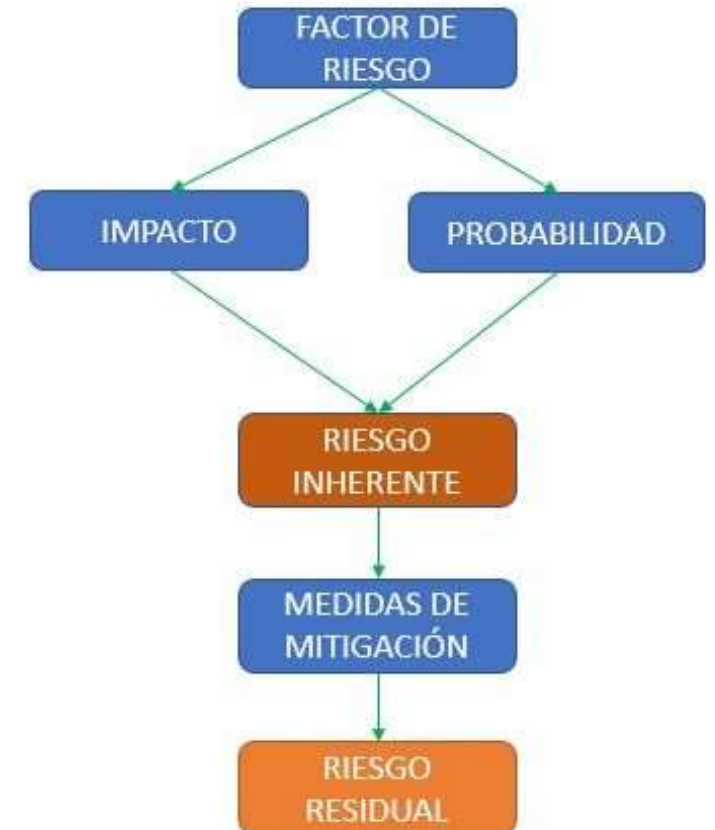 FACTOR DE
RIESGO
IMPACTO
PROBABILIDAD
RIESGO
INHERENTE
MEDIDAS DE
MITIGACIÓN
RIESGO
RESIDUAL